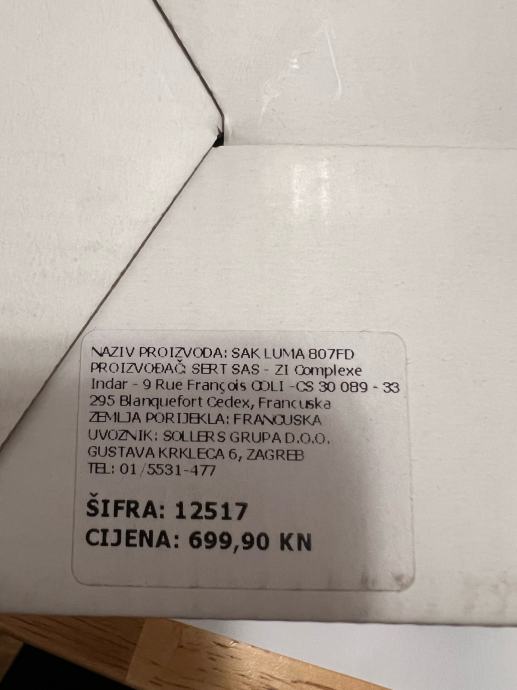 NAZIV PROIZVODA: SAK LUMA 807FD
PROIZVOĐAČ: SERT SAS - ZI Complexe
Indar - 9 Rue François COLI -CS 30 089 - 33
295 Blanquefort Cedex, Francuska
ZEMLJA PORIJEKLA: FRANCUSKA
UVOZNIK: SOLLERS GRUPA D.O.O.
GUSTAVA KRKLECA 6, ZAGREB
TEL: 01/5531-477
ŠIFRA: 12517
CIJENA: 699,90 KN